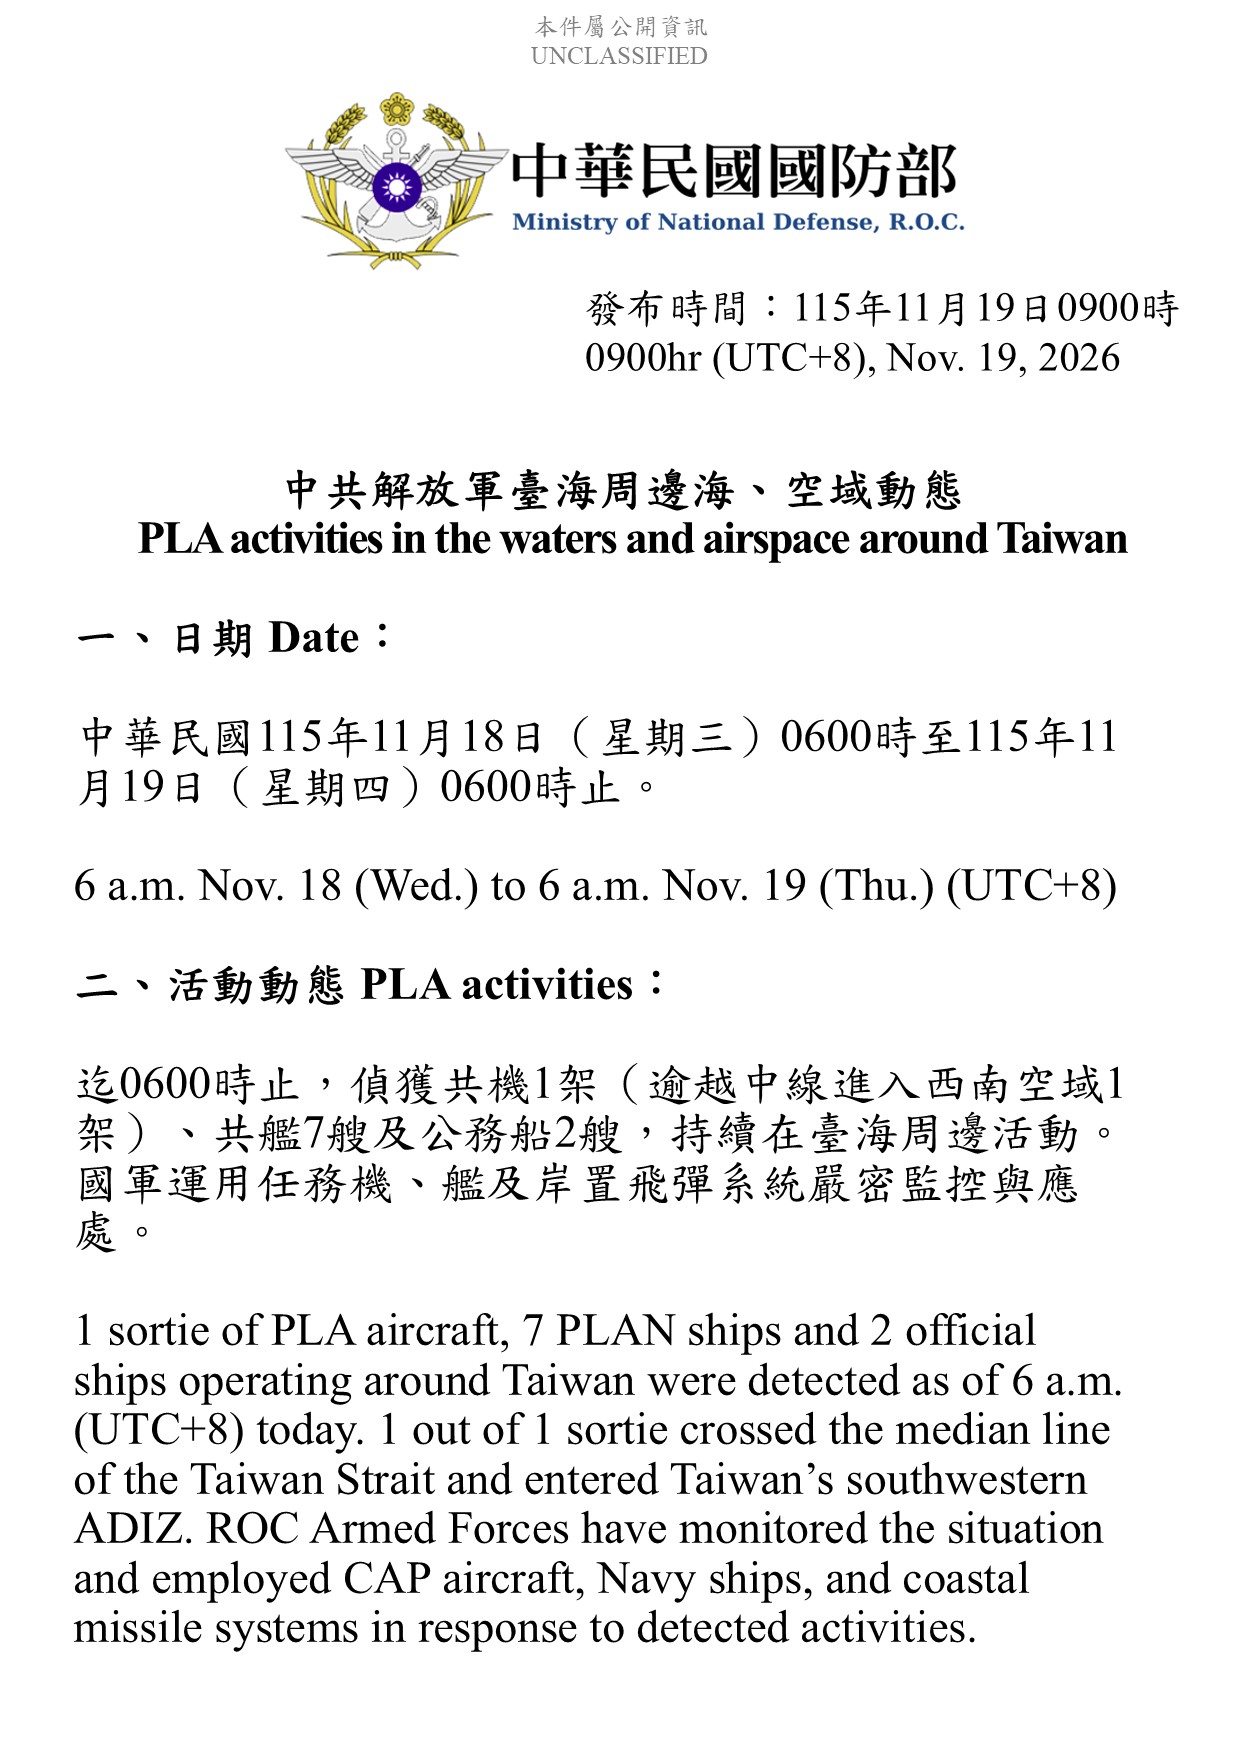 本件屬公開資訊
UNCLASSIFIED
中華民國國防部
Ministry of National Defense, R.O.C.
發布時間：115年11月19日0900時
0900hr (UTC+8), Nov. 19, 2026
中共解放軍臺海周邊海、空域動態
PLA activities in the waters and airspace around Taiwan
一、日期 Date：
中華民國115年11月18日（星期三）0600時至115年11
月19日（星期四）0600時止。
6 a.m. Nov. 18 (Wed.) to 6 a.m. Nov. 19 (Thu.) (UTC+8)
二、活動動態 PLA activities：
迄0600時止，偵獲共機1架（逾越中線進入西南空域1
架）、共艦7艘及公務船2艘，持續在臺海周邊活動。
國軍運用任務機、艦及岸置飛彈系統嚴密監控與應
處。
1 sortie of PLA aircraft, 7 PLAN ships and 2 official
ships operating around Taiwan were detected as of 6 a.m.
(UTC+8) today. 1 out of 1 sortie crossed the median line
of the Taiwan Strait and entered Taiwan’s southwestern
ADIZ. ROC Armed Forces have monitored the situation
and employed CAP aircraft, Navy ships, and coastal
missile systems in response to detected activities.